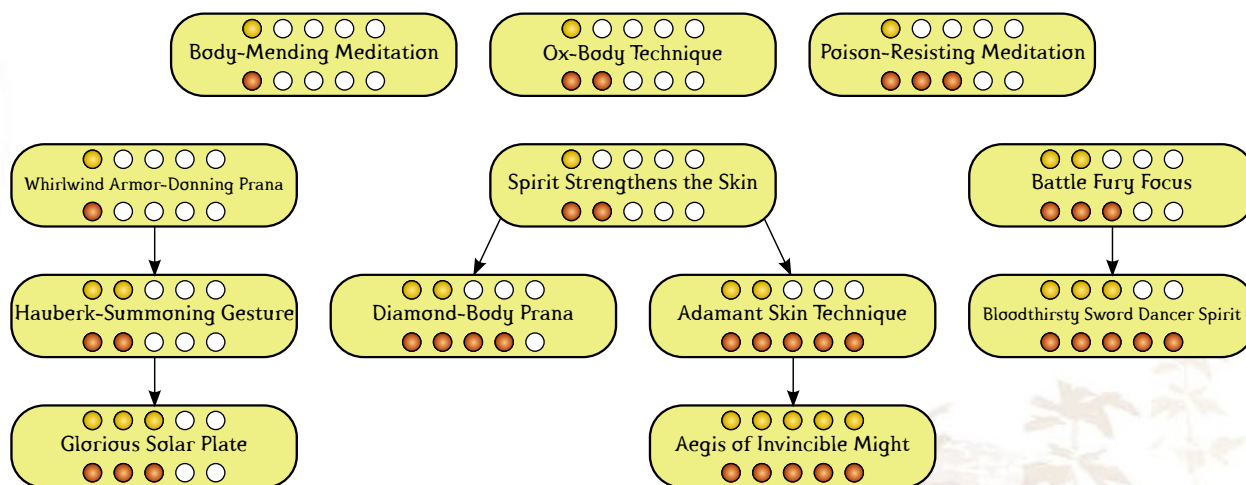 Body-Mending Meditation
Ox-Body Technique
Poison-Resisting Meditation
Whirlwind Armor-Donning Prana
Spirit Strengthens the Skin
Battle Fury Focus
Hauberk-Summoning Gesture
Diamond-Body Prana
Adamant Skin Technique
Bloodthirsty Sword Dancer Spirit
Glorious Solar Plate
Aegis of Invincible Might